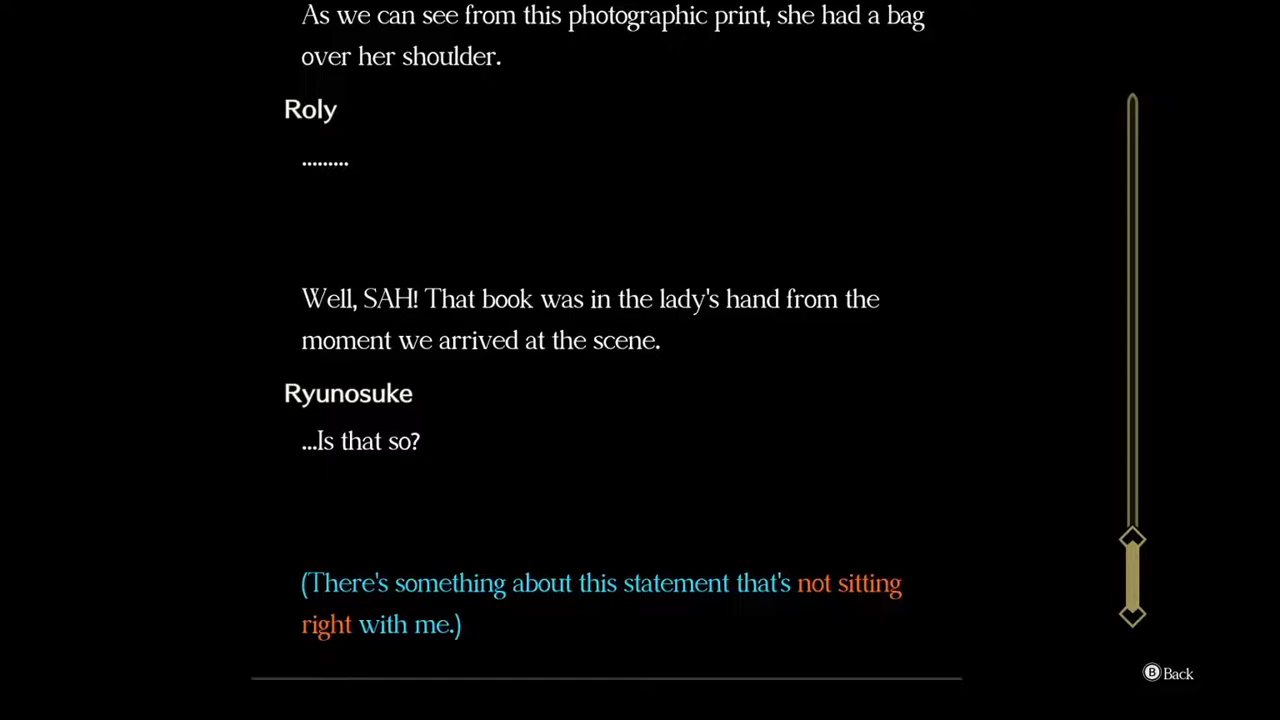 As we can see from this photographic print, she had a bag
over her shoulder.
Roly
.........
Well, SAH! That book was in the lady's hand from the
moment we arrived at the scene.
Ryunosuke
...Is that so?
(There's something about this statement that's not sitting
right with me.)
B Back